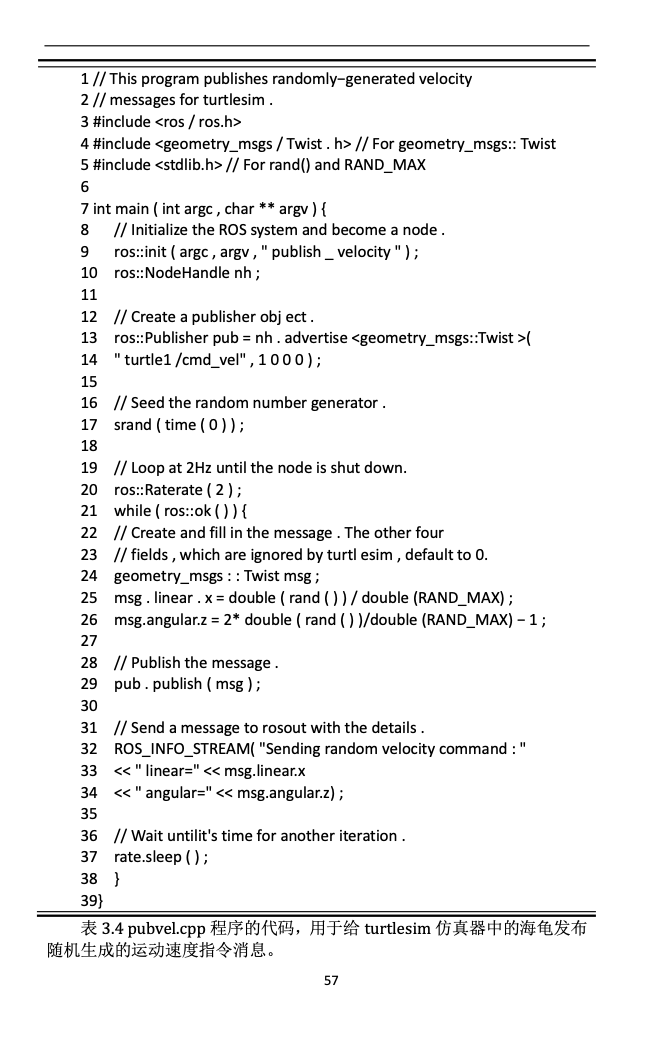 1 // This program publishes randomly−generated velocity
2 // messages for turtlesim .
3 #include <ros / ros.h>
4 #include <geometry_msgs / Twist . h> // For geometry_msgs:: Twist
5 #include <stdlib.h> // For rand() and RAND_MAX
6
7 int main ( int argc , char ** argv ) {
8 // Initialize the ROS system and become a node .
9 ros::init ( argc , argv , " publish _ velocity " ) ;
10 ros::NodeHandle nh ;
11
12 // Create a publisher obj ect .
13 ros::Publisher pub = nh . advertise <geometry_msgs::Twist >(
14 " turtle1 /cmd_vel" , 1 0 0 0 ) ;
15
16 // Seed the random number generator .
17 srand ( time ( 0 ) ) ;
18
19 // Loop at 2Hz until the node is shut down.
20 ros::Raterate ( 2 ) ;
21 while ( ros::ok ( ) ) {
22 // Create and fill in the message . The other four
23 // fields , which are ignored by turtl esim , default to 0.
24 geometry_msgs : : Twist msg ;
25 msg . linear . x = double ( rand ( ) ) / double (RAND_MAX) ;
26 msg.angular.z = 2* double ( rand ( ) )/double (RAND_MAX) − 1 ;
27
28 // Publish the message .
29 pub . publish ( msg ) ;
30
31 // Send a message to rosout with the details .
32 ROS_INFO_STREAM( "Sending random velocity command : "
33 << " linear=" << msg.linear.x
34 << " angular=" << msg.angular.z) ;
35
36 // Wait untilit's time for another iteration .
37 rate.sleep ( ) ;
38 }
39}
表 3.4 pubvel.cpp 程序的代码，用于给 turtlesim 仿真器中的海龟发布
随机生成的运动速度指令消息。
57